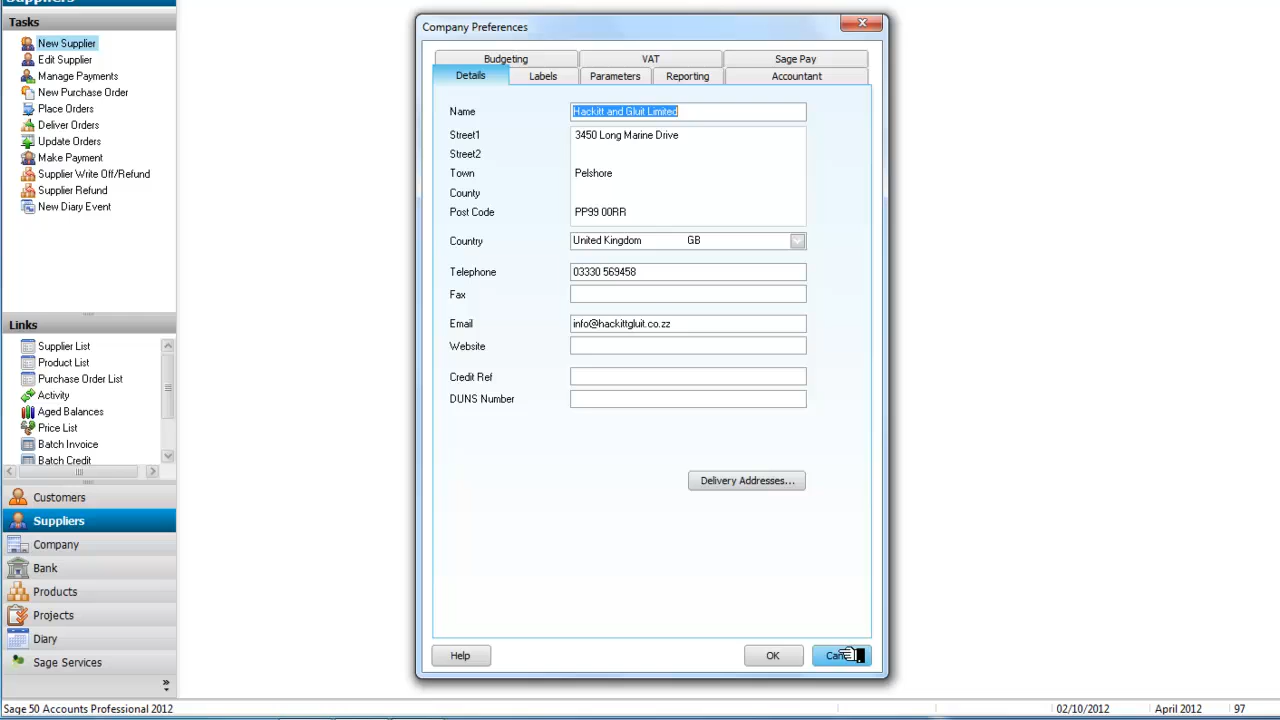 Suppliers
Tasks
New Supplier
Edit Supplier
Manage Payments
New Purchase Order
Place Orders
Deliver Orders
Update Orders
Make Payment
Supplier Write Off/Refund
Supplier Refund
New Diary Event
Links
Supplier List
Product List
Purchase Order List
Activity
Aged Balances
Price List
Batch Invoice
Batch Credit
Customers
Suppliers
Company
Bank
Products
Projects
Diary
Sage Services
Company Preferences
Budgeting VAT Sage Pay
Details Labels Parameters Reporting Accountant
Name Hackitt and Gluit Limited
Street1 3450 Long Marine Drive
Street2
Town Pelshore
County
Post Code PP99 00RR
Country United Kingdom GB
Telephone 03330 569458
Fax
Email info@hackittgluit.co.zz
Website
Credit Ref
DUNS Number
Delivery Addresses...
Help OK
Sage 50 Accounts Professional 2012 02/10/2012 April 2012 97